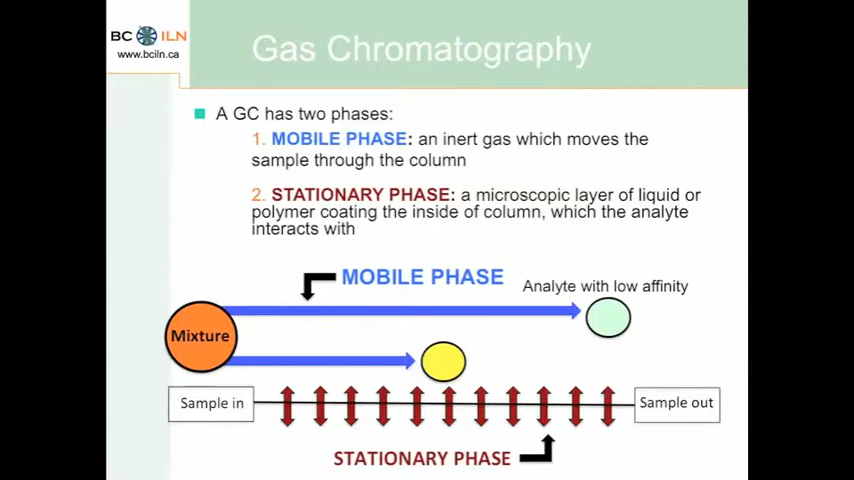 BC ILN
www.bciln.ca
Gas Chromatography
A GC has two phases:
1. MOBILE PHASE: an inert gas which moves the
sample through the column
2. STATIONARY PHASE: a microscopic layer of liquid or
polymer coating the inside of column, which the analyte
interacts with
MOBILE PHASE
Analyte with low affinity
Mixture
Sample in
Sample out
STATIONARY PHASE